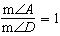 m∠A / m∠D = 1